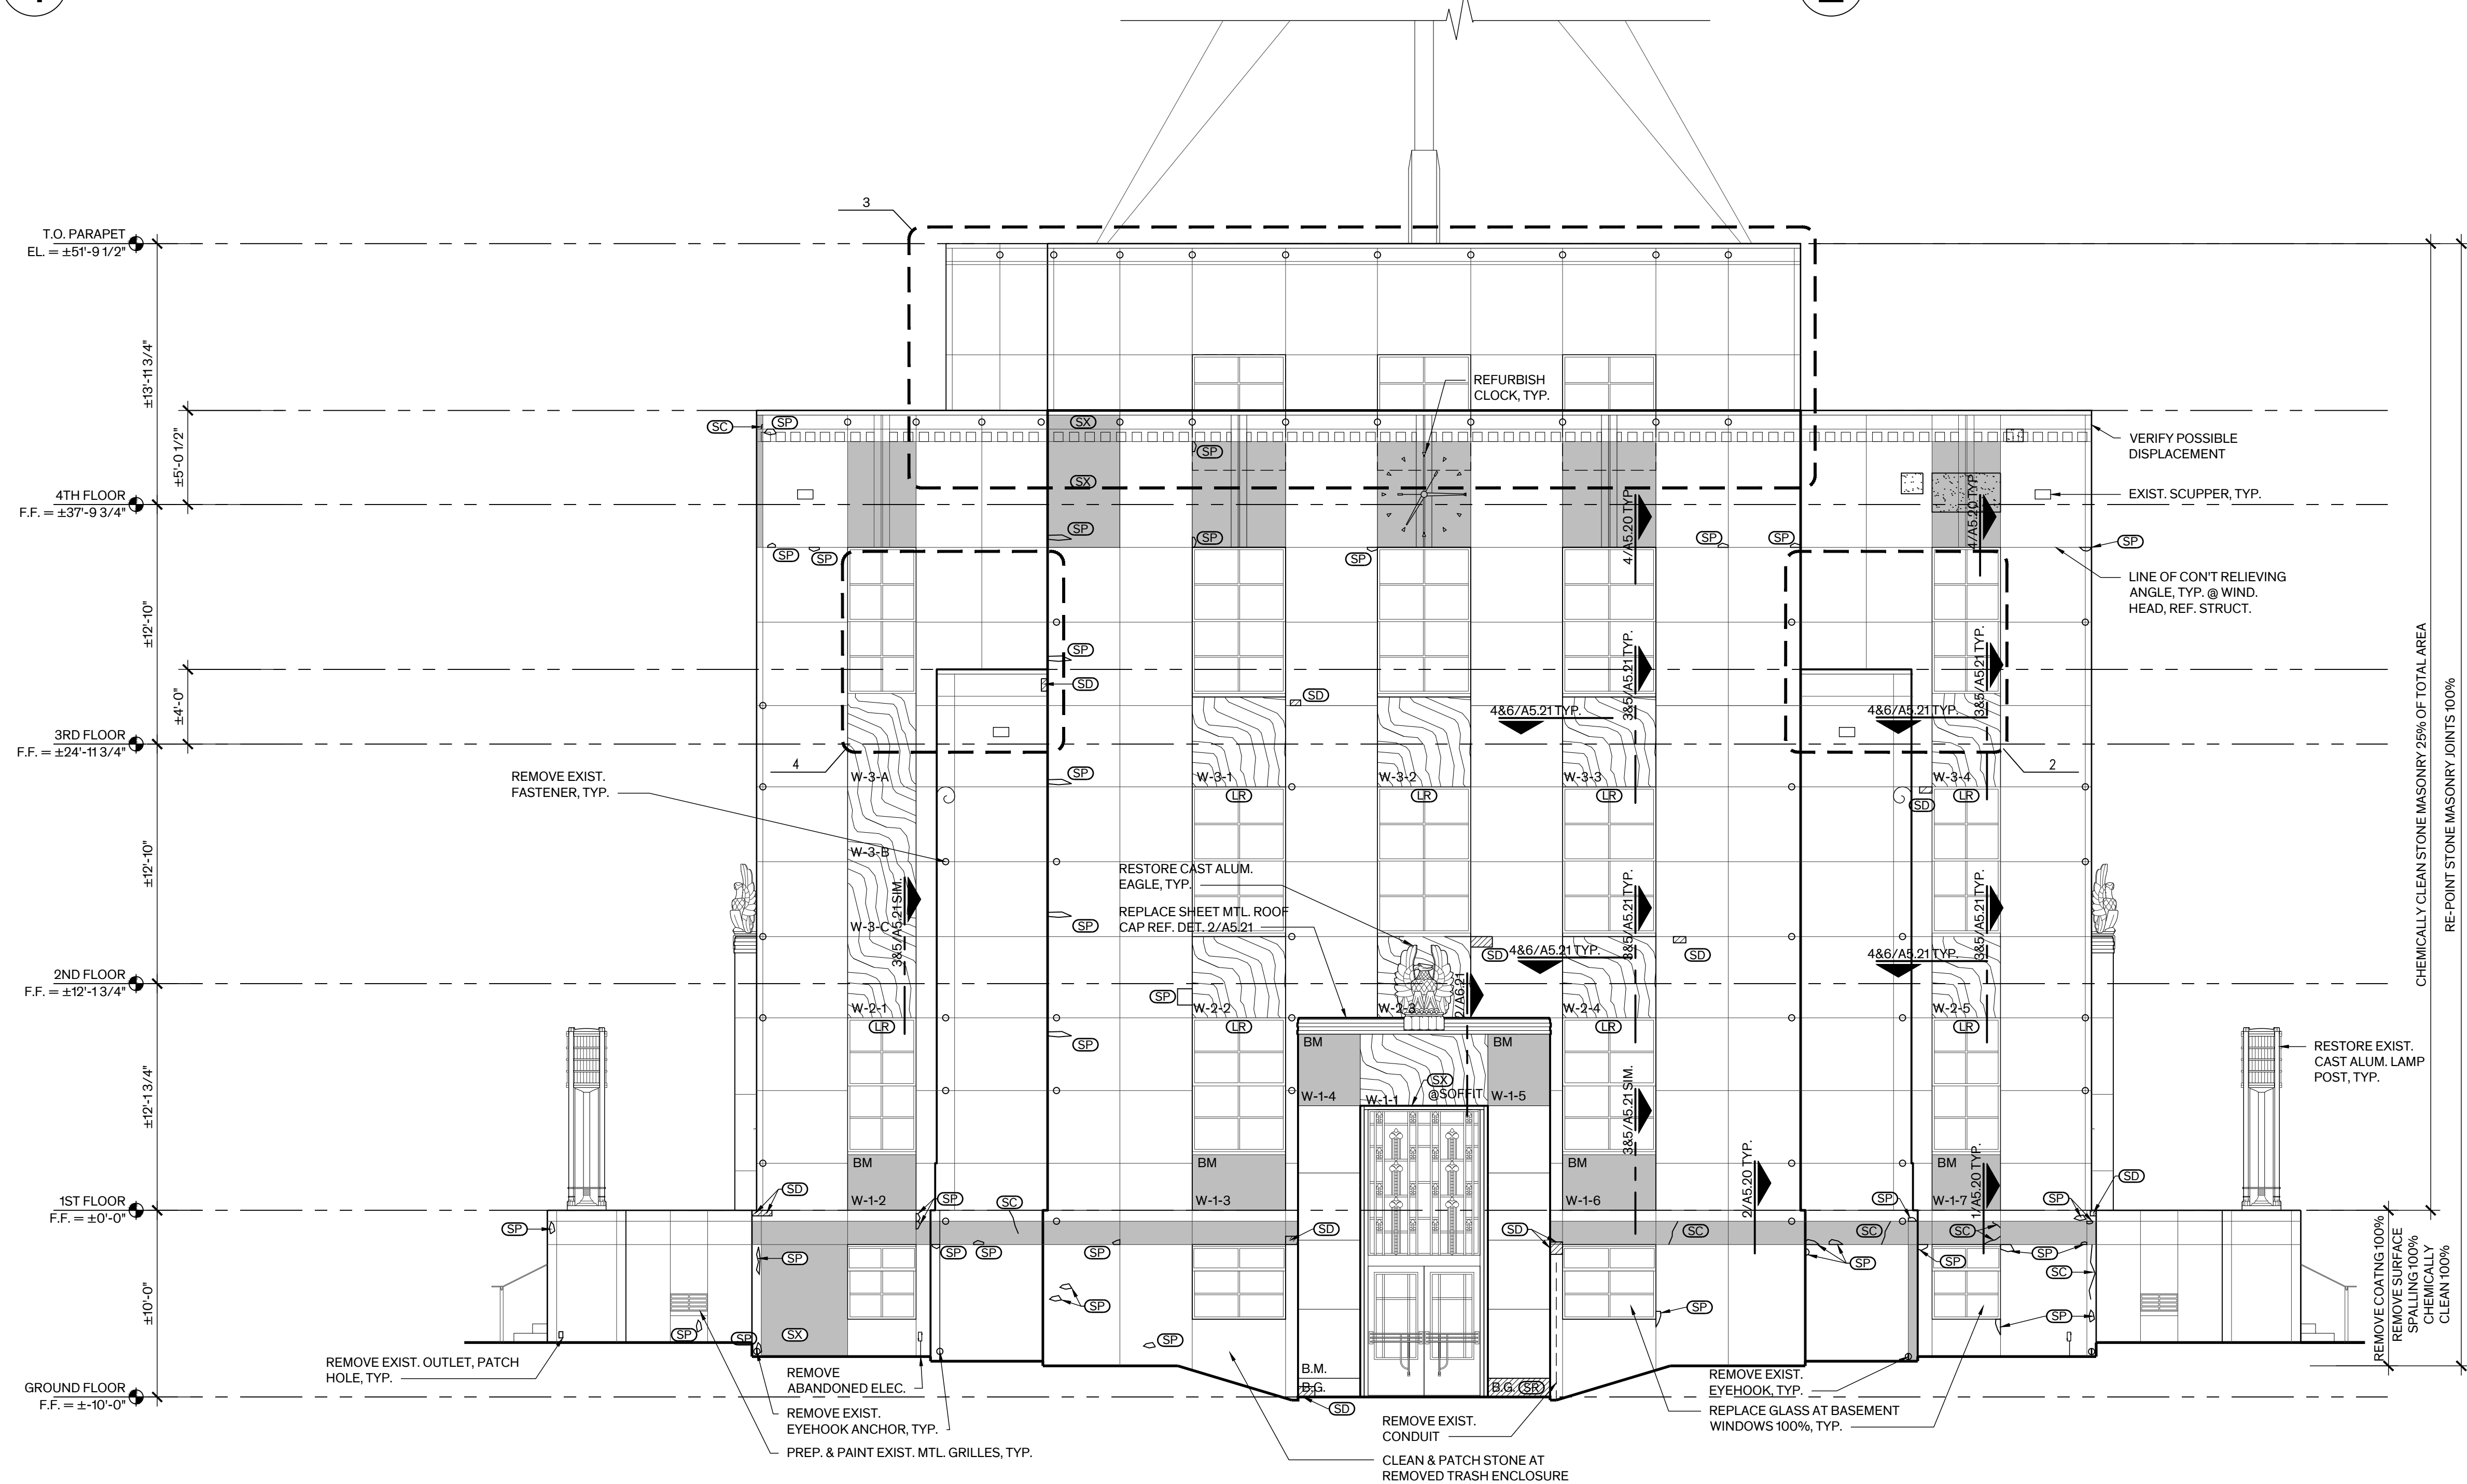 3
T.O. PARAPET
EL. = ±51'-9 1/2"
±13'-11 3/4"
REFURBISH
CLOCK, TYP.
SC
SP
SX
VERIFY POSSIBLE
DISPLACEMENT
±5'-0 1/2"
SP
SX
4TH FLOOR
F.F. = ±37'-9 3/4"
EXIST. SCUPPER, TYP.
4/A5.20 TYP.
4/A5.20 TYP.
SP
SP
SP
SP
SP
SP
SP
SP
SP
LINE OF CON'T RELIEVING
ANGLE, TYP. @ WIND.
HEAD, REF. STRUCT.
±12'-10"
SP
SD
SD
3&5/A5.21 TYP.
3&5/A5.21 TYP.
4&6/A5.21 TYP.
4&6/A5.21 TYP.
±4'-0"
3RD FLOOR
F.F. = ±24'-11 3/4"
4
2
W-3-A
SP
W-3-1
W-3-2
W-3-3
W-3-4
REMOVE EXIST.
FASTENER, TYP.
LR
LR
LR
SD
LR
±12'-10"
W-3-B
RESTORE CAST ALUM.
EAGLE, TYP.
REPLACE SHEET MTL. ROOF
CAP REF. DET. 2/A5.21
W-3-C
3&5/A5.21 SIM.
SP
3&5/A5.21 TYP.
3&5/A5.21 TYP.
SD
4&6/A5.21 TYP.
SD
4&6/A5.21 TYP.
2ND FLOOR
F.F. = ±12'-1 3/4"
SP
2/A6.21
W-2-1
W-2-2
W-2-3
W-2-4
W-2-5
LR
LR
LR
LR
SP
BM
BM
RESTORE EXIST.
CAST ALUM. LAMP
POST, TYP.
±12'-1 3/4"
SX
@SOFFIT
W-1-4
W-1-1
W-1-5
3&5/A5.21 SIM.
BM
BM
BM
BM
2/A5.20 TYP.
1/A5.20 TYP.
SD
SD
1ST FLOOR
F.F. = ±0'-0"
W-1-2
W-1-3
W-1-6
W-1-7
SP
SC
SP
SP
SP
SD
SD
SC
SC
SC
SP
SP
SP
SP
SP
SP
SP
SP
SC
±10'-0"
SP
SP
SP
SP
SP
SX
SP
REMOVE EXIST. OUTLET, PATCH
HOLE, TYP.
REMOVE
ABANDONED ELEC.
B.M.
B.G.
B.G.
SR
REMOVE EXIST.
EYEHOOK, TYP.
GROUND FLOOR
F.F. = ±-10'-0"
REMOVE EXIST.
EYEHOOK ANCHOR, TYP.
SD
REPLACE GLASS AT BASEMENT
WINDOWS 100%, TYP.
REMOVE EXIST.
CONDUIT
PREP. & PAINT EXIST. MTL. GRILLES, TYP.
CLEAN & PATCH STONE AT
REMOVED TRASH ENCLOSURE
CHEMICALLY CLEAN STONE MASONRY 25% OF TOTAL AREA
RE-POINT STONE MASONRY JOINTS 100%
REMOVE COATNG 100%
REMOVE SURFACE
SPALLING 100%
CHEMICALLY
CLEAN 100%